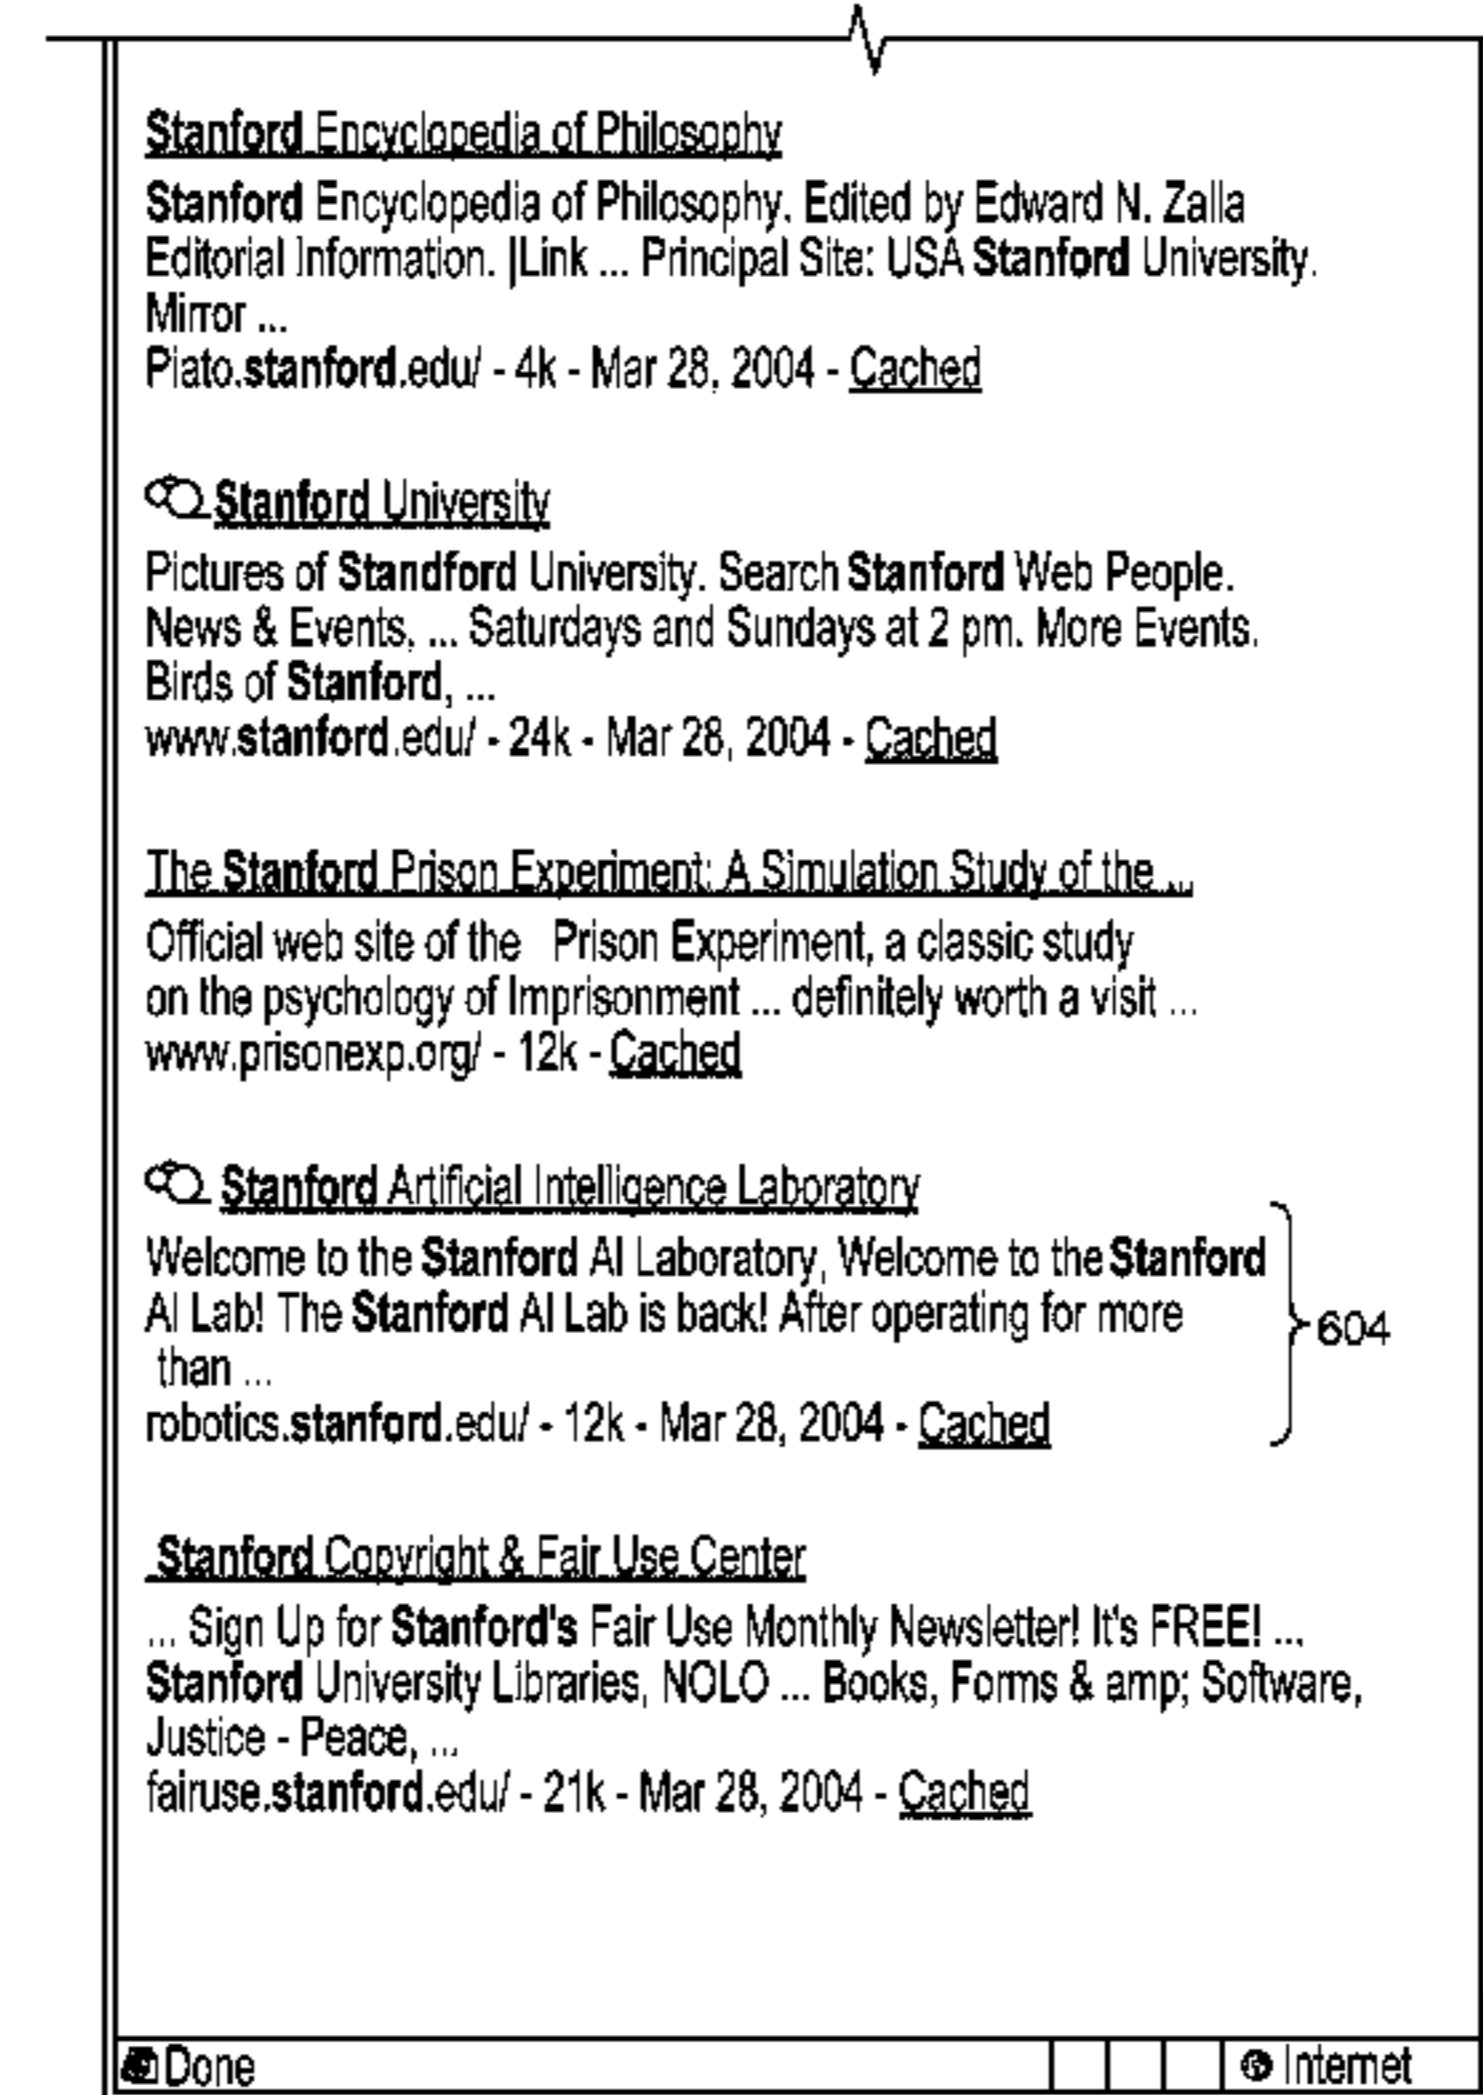 Stanford Encyclopedia of Philosophy
Stanford Encyclopedia of Philosophy. Edited by Edward N. Zalla
Editorial Information. |Link ... Principal Site: USA Stanford University.
Mirror ...
Piato.stanford.edu/ - 4k - Mar 28, 2004 - Cached
Stanford University
Pictures of Standford University. Search Stanford Web People.
News & Events, ... Saturdays and Sundays at 2 pm. More Events.
Birds of Stanford, ...
www.stanford.edu/ - 24k - Mar 28, 2004 - Cached
The Stanford Prison Experiment: A Simulation Study of the ...
Official web site of the Prison Experiment, a classic study
on the psychology of Imprisonment ... definitely worth a visit ...
www.prisonexp.org/ - 12k - Cached
Stanford Artificial Intelligence Laboratory
Welcome to the Stanford AI Laboratory, Welcome to the Stanford
AI Lab! The Stanford AI Lab is back! After operating for more
than ...
604
robotics.stanford.edu/ - 12k - Mar 28, 2004 - Cached
Stanford Copyright & Fair Use Center
... Sign Up for Stanford's Fair Use Monthly Newsletter! It's FREE! ...
Stanford University Libraries, NOLO ... Books, Forms & amp; Software,
Justice - Peace, ...
fairuse.stanford.edu/ - 21k - Mar 28, 2004 - Cached
Done
Internet